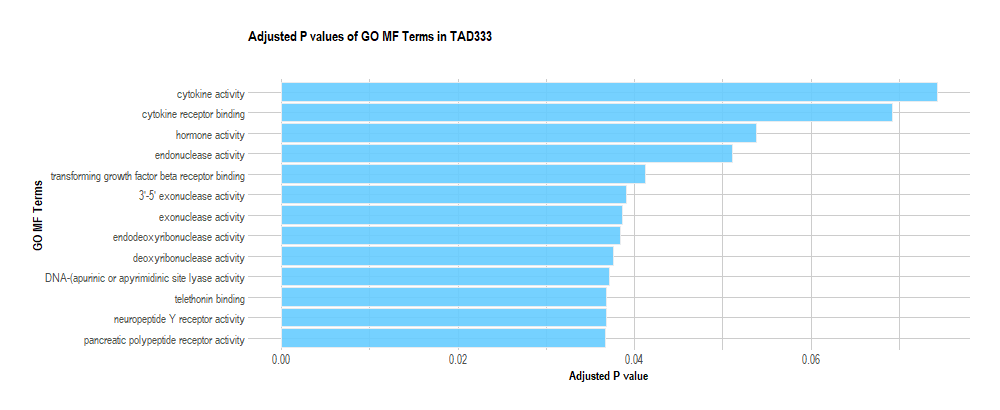 Adjusted P values of GO MF Terms in TAD333
cytokine activity
cytokine receptor binding
hormone activity
endonuclease activity
transforming growth factor beta receptor binding
3'-5' exonuclease activity
exonuclease activity
endodeoxyribonuclease activity
deoxyribonuclease activity
DNA-(apurinic or apyrimidinic site lyase activity
telethonin binding
neuropeptide Y receptor activity
pancreatic polypeptide receptor activity
GO MF Terms
0.00 0.02 0.04 0.06
Adjusted P value